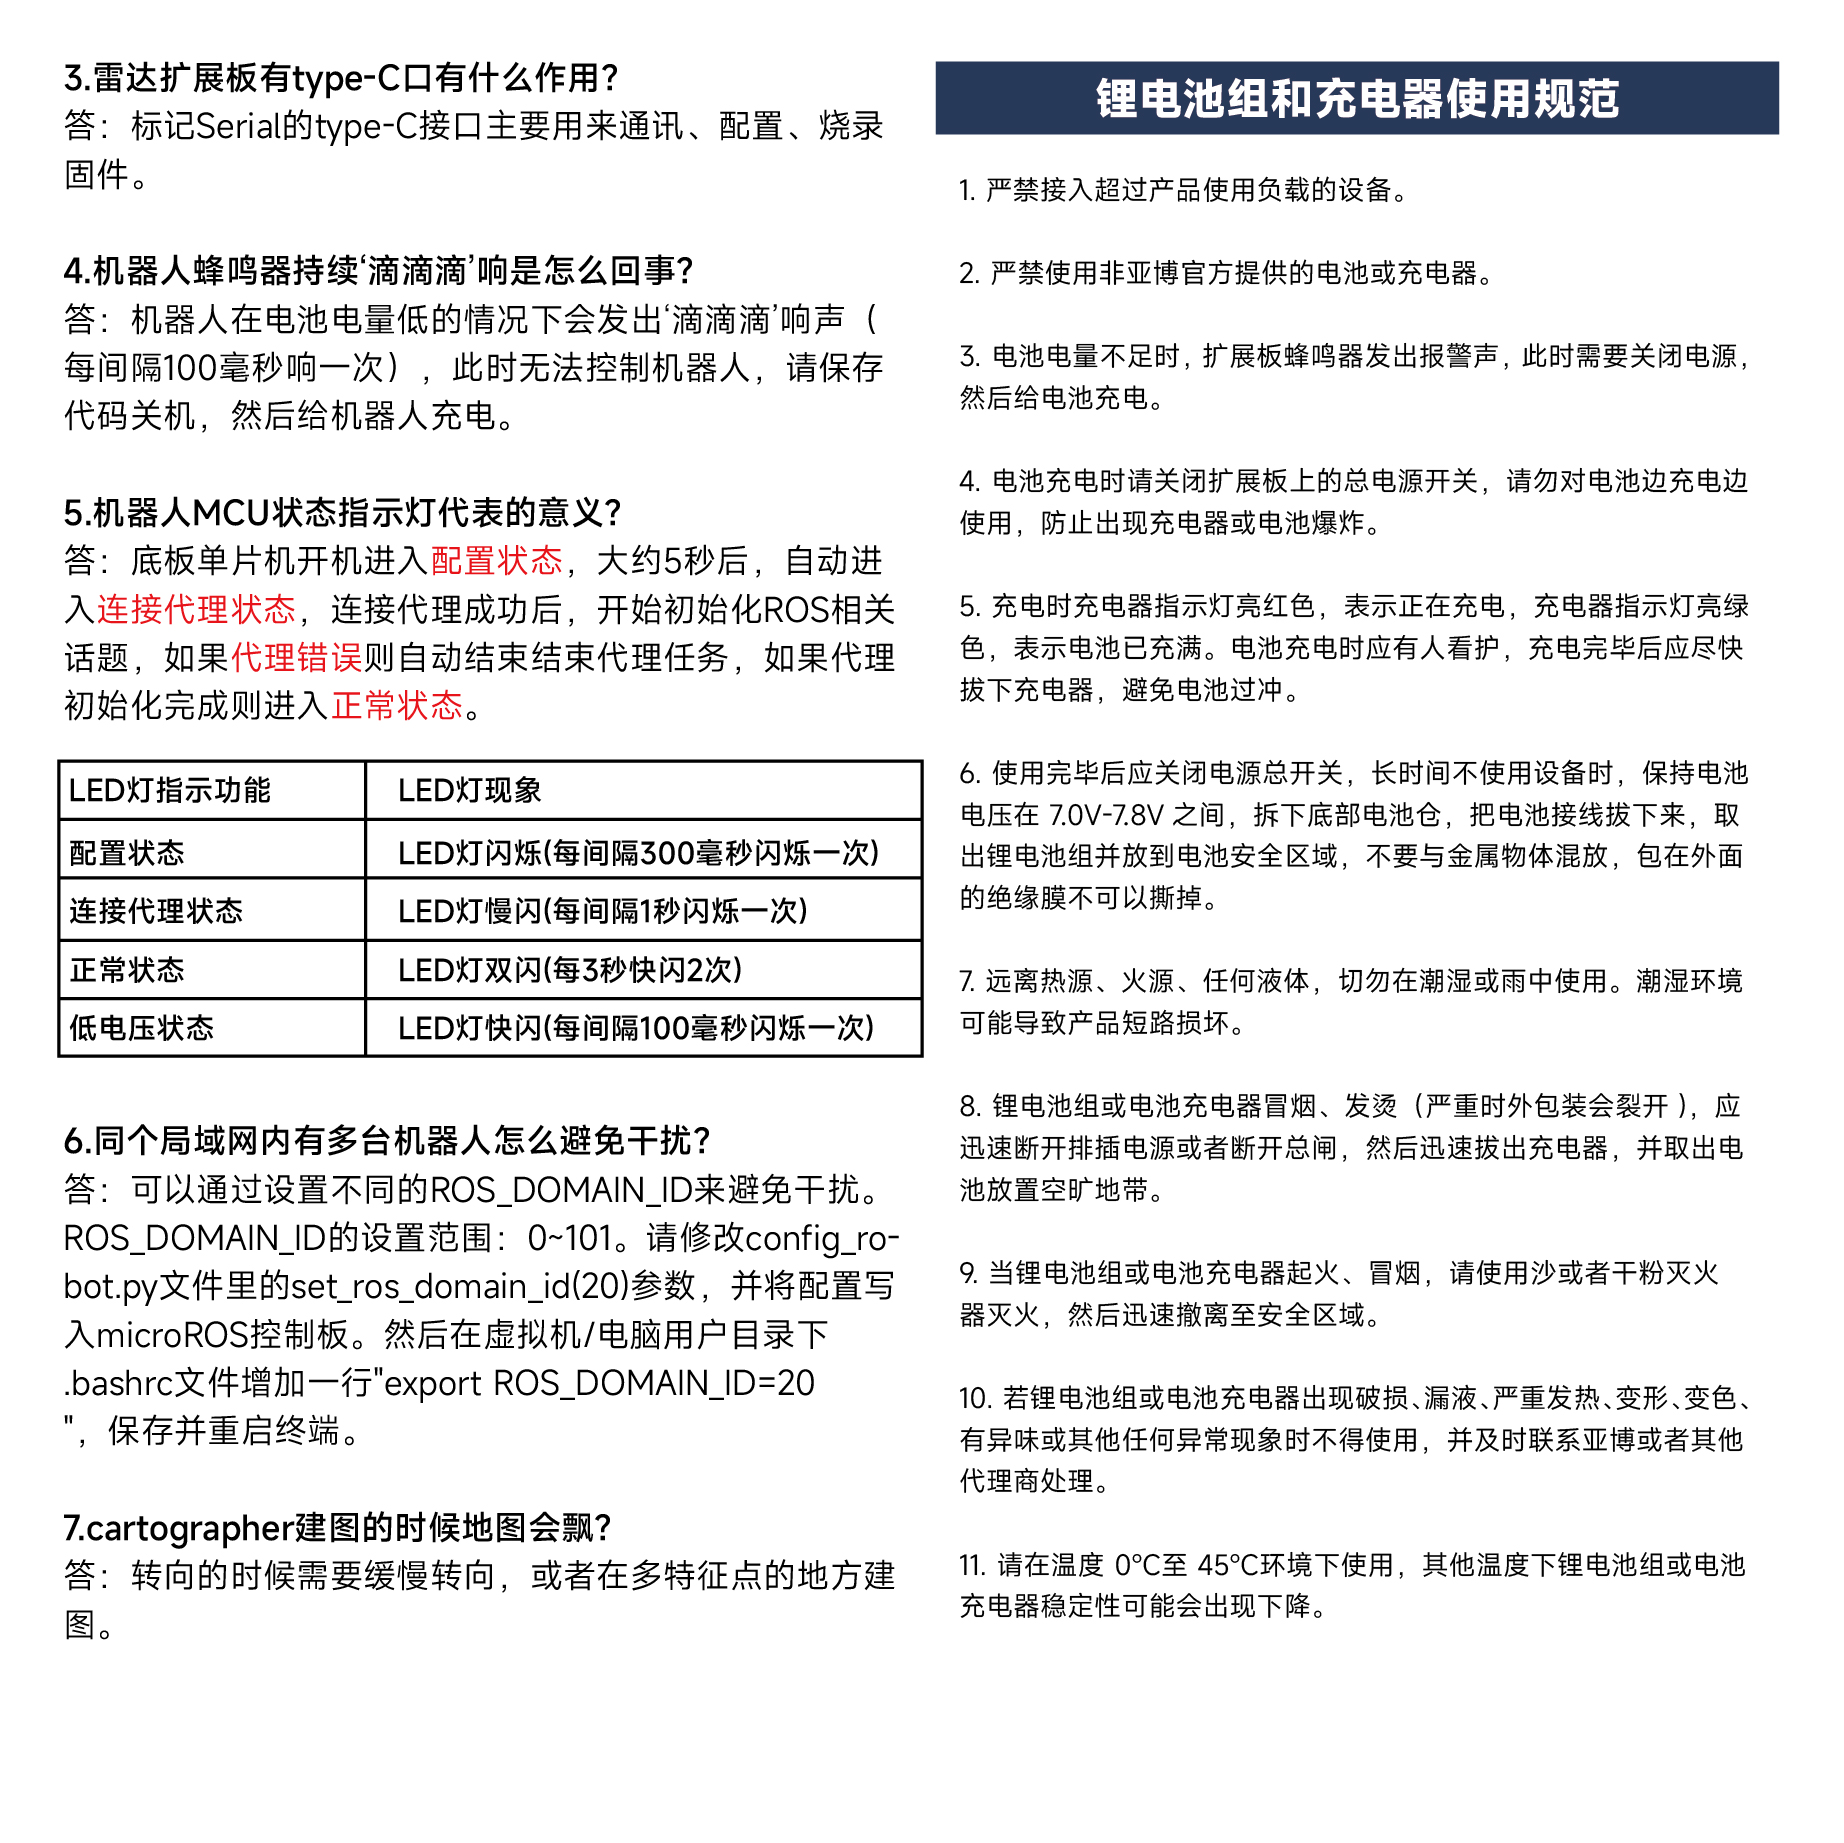 3.雷达扩展板有type-C口有什么作用?
答：标记Serial的type-C接口主要用来通讯、配置、烧录
固件。
4.机器人蜂鸣器持续‘滴滴滴’响是怎么回事?
答：机器人在电池电量低的情况下会发出‘滴滴滴’响声（
每间隔100毫秒响一次），此时无法控制机器人，请保存
代码关机，然后给机器人充电。
5.机器人MCU状态指示灯代表的意义?
答：底板单片机开机进入配置状态，大约5秒后，自动进
入连接代理状态，连接代理成功后，开始初始化ROS相关
话题，如果代理错误则自动结束结束代理任务，如果代理
初始化完成则进入正常状态。
LED灯指示功能 LED灯现象
配置状态 LED灯闪烁(每间隔300毫秒闪烁一次)
连接代理状态 LED灯慢闪(每间隔1秒闪烁一次)
正常状态 LED灯双闪(每3秒快闪2次)
低电压状态 LED灯快闪(每间隔100毫秒闪烁一次)
6.同个局域网内有多台机器人怎么避免干扰?
答：可以通过设置不同的ROS_DOMAIN_ID来避免干扰。
ROS_DOMAIN_ID的设置范围：0~101。请修改config_ro-
bot.py文件里的set_ros_domain_id(20)参数，并将配置写
入microROS控制板。然后在虚拟机/电脑用户目录下
.bashrc文件增加一行"export ROS_DOMAIN_ID=20
"，保存并重启终端。
7.cartographer建图的时候地图会飘?
答：转向的时候需要缓慢转向，或者在多特征点的地方建
图。
锂电池组和充电器使用规范
1. 严禁接入超过产品使用负载的设备。
2. 严禁使用非亚博官方提供的电池或充电器。
3. 电池电量不足时，扩展板蜂鸣器发出报警声，此时需要关闭电源，
然后给电池充电。
4. 电池充电时请关闭扩展板上的总电源开关，请勿对电池边充电边
使用，防止出现充电器或电池爆炸。
5. 充电时充电器指示灯亮红色，表示正在充电，充电器指示灯亮绿
色，表示电池已充满。电池充电时应有人看护，充电完毕后应尽快
拔下充电器，避免电池过冲。
6. 使用完毕后应关闭电源总开关，长时间不使用设备时，保持电池
电压在 7.0V-7.8V 之间，拆下底部电池仓，把电池接线拔下来，取
出锂电池组并放到电池安全区域，不要与金属物体混放，包在外面
的绝缘膜不可以撕掉。
7. 远离热源、火源、任何液体，切勿在潮湿或雨中使用。潮湿环境
可能导致产品短路损坏。
8. 锂电池组或电池充电器冒烟、发烫（严重时外包装会裂开 )，应
迅速断开排插电源或者断开总闸，然后迅速拔出充电器，并取出电
池放置空旷地带。
9. 当锂电池组或电池充电器起火、冒烟，请使用沙或者干粉灭火
器灭火，然后迅速撤离至安全区域。
10. 若锂电池组或电池充电器出现破损、漏液、严重发热、变形、变色、
有异味或其他任何异常现象时不得使用，并及时联系亚博或者其他
代理商处理。
11. 请在温度 0℃至 45℃环境下使用，其他温度下锂电池组或电池
充电器稳定性可能会出现下降。